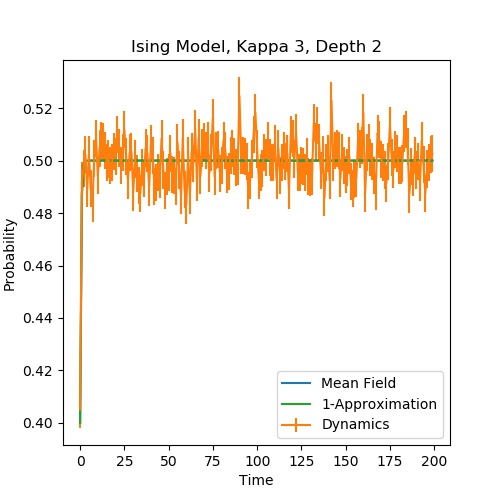 Ising Model, Kappa 3, Depth 2
0.52
0.50
0.48
0.46
0.44
0.42
0.40
Probability
0 25 50 75 100 125 150 175 200
Time
Mean Field
1-Approximation
Dynamics